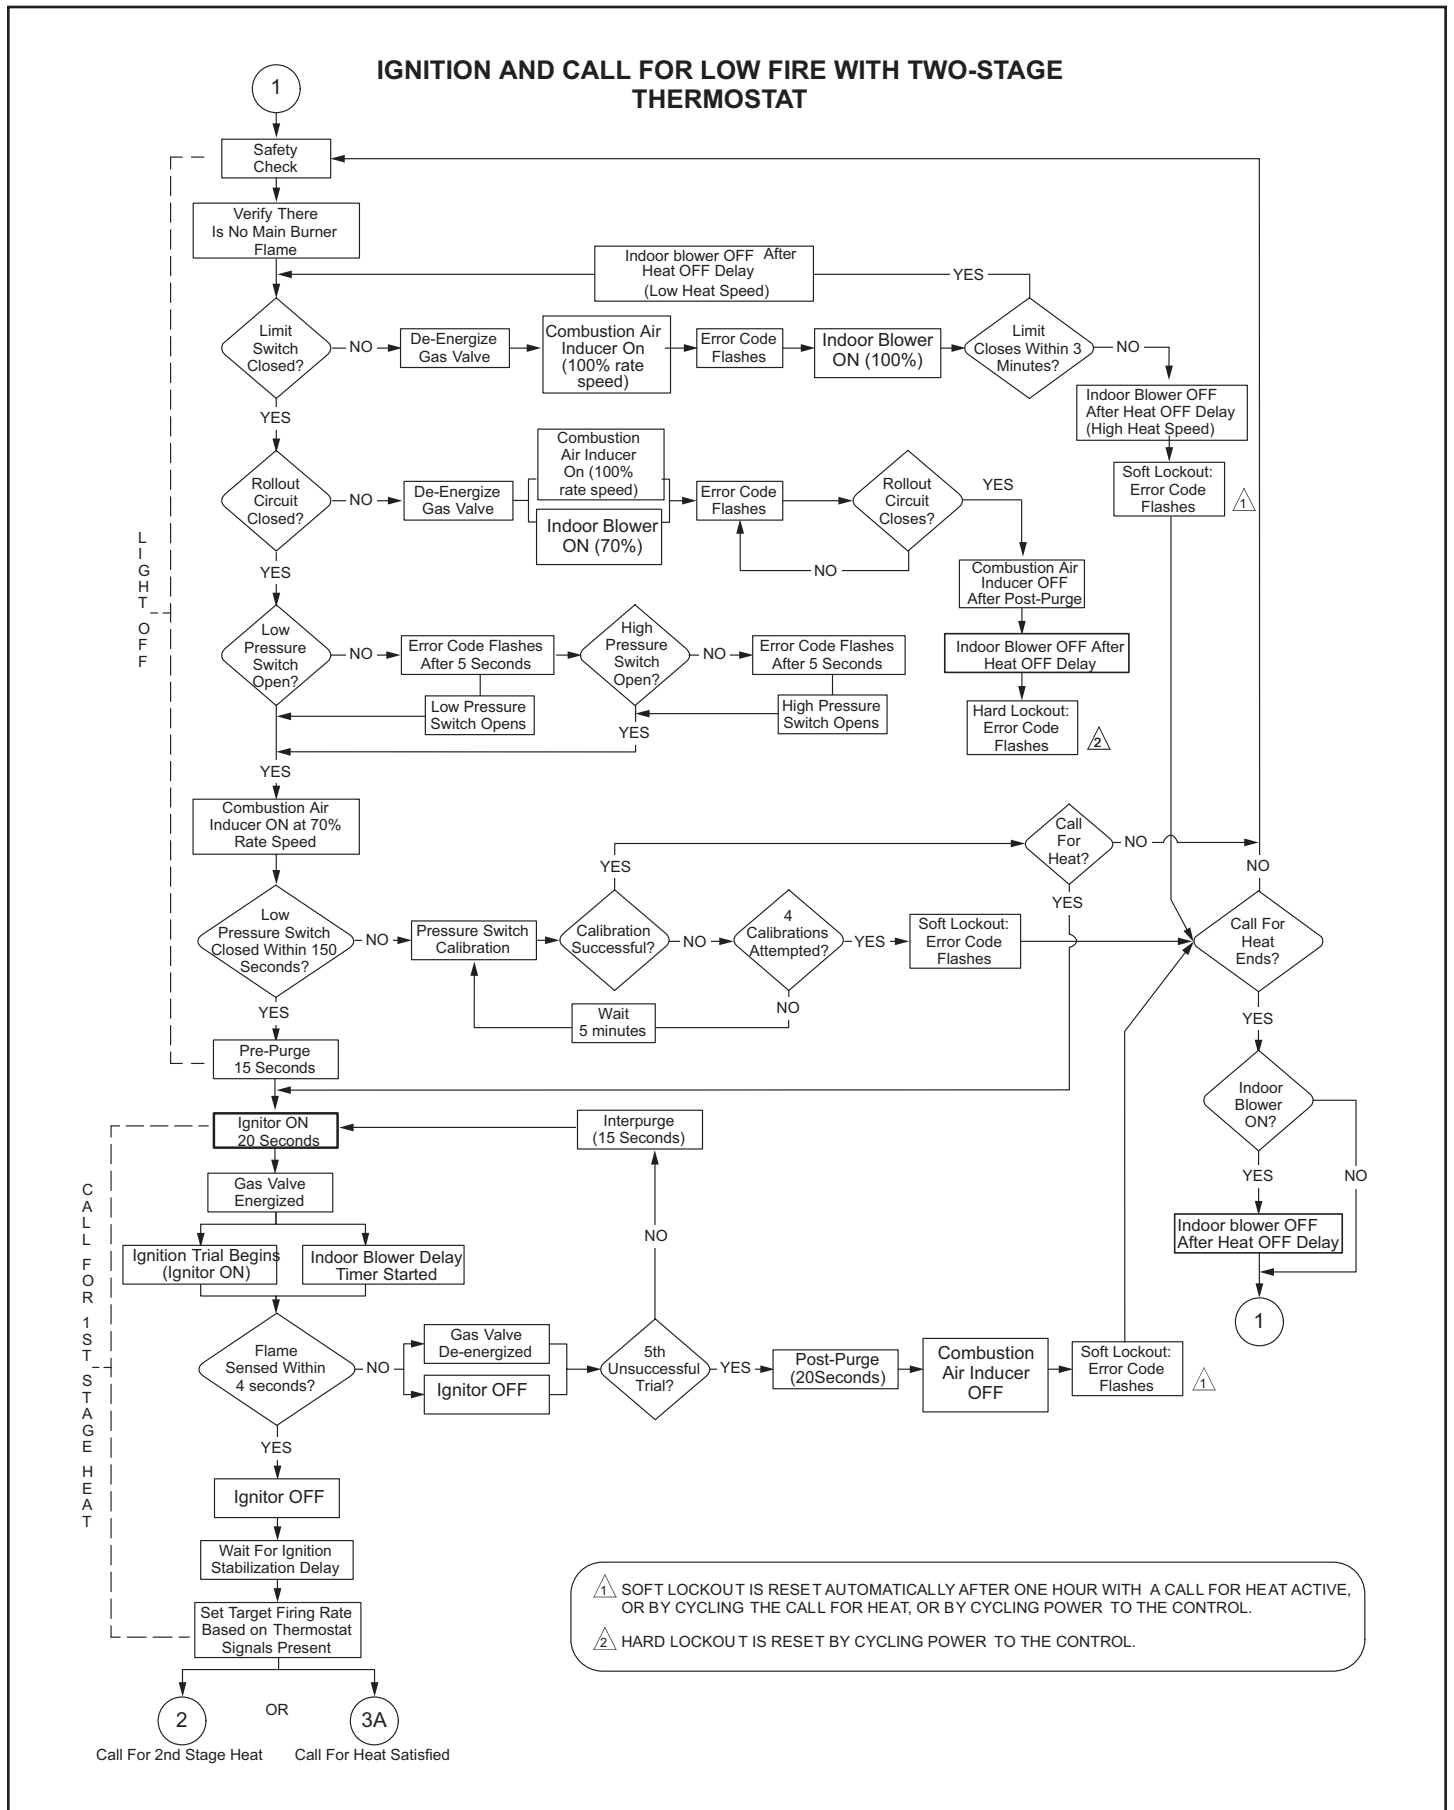 IGNITION AND CALL FOR LOW FIRE WITH TWO-STAGE
THERMOSTAT
1
Safety
Check
Verify There
Is No Main Burner
Flame
Indoor blower OFF After
Heat OFF Delay
(Low Heat Speed)
YES
Limit
Switch
Closed?
NO
De-Energize
Gas Valve
Combustion Air
Inducer On
(100% rate
speed)
Error Code
Flashes
Indoor Blower
ON (100%)
Limit
Closes Within 3
Minutes?
NO
Indoor Blower OFF
After Heat OFF Delay
(High Heat Speed)
Soft Lockout:
Error Code
Flashes
1
YES
Rollout
Circuit
Closed?
NO
De-Energize
Gas Valve
Combustion
Air Inducer
On (100%
rate speed)
Indoor Blower
ON (70%)
Error Code
Flashes
Rollout
Circuit
Closes?
YES
NO
Combustion Air
Inducer OFF
After Post-Purge
Indoor Blower OFF After
Heat OFF Delay
Hard Lockout:
Error Code
Flashes
2
LIGHT OFF
YES
Low
Pressure
Switch
Open?
NO
Error Code Flashes
After 5 Seconds
Low Pressure
Switch Opens
High
Pressure
Switch
Open?
NO
Error Code Flashes
After 5 Seconds
High Pressure
Switch Opens
YES
YES
Combustion Air
Inducer ON at 70%
Rate Speed
Low
Pressure Switch
Closed Within 150
Seconds?
NO
Pressure Switch
Calibration
YES
Calibration
Successful?
NO
4
Calibrations
Attempted?
YES
Soft Lockout:
Error Code
Flashes
NO
Wait
5 minutes
Call
For
Heat?
NO
YES
NO
Call For
Heat
Ends?
YES
Indoor
Blower
ON?
YES
NO
Indoor blower OFF
After Heat OFF Delay
1
YES
Pre-Purge
15 Seconds
Ignitor ON
20 Seconds
Interpurge
(15 Seconds)
Gas Valve
Energized
Ignition Trial Begins
(Ignitor ON)
Indoor Blower Delay
Timer Started
CALL FOR 1ST STAGE HEAT
Flame
Sensed Within
4 seconds?
NO
Gas Valve
De-energized
Ignitor OFF
NO
5th
Unsuccessful
Trial?
YES
Post-Purge
(20Seconds)
Combustion
Air Inducer
OFF
Soft Lockout:
Error Code
Flashes
1
YES
Ignitor OFF
Wait For Ignition
Stabilization Delay
Set Target Firing Rate
Based on Thermostat
Signals Present
2
OR
3A
Call For 2nd Stage Heat
Call For Heat Satisfied
1 SOFT LOCKOUT IS RESET AUTOMATICALLY AFTER ONE HOUR WITH A CALL FOR HEAT ACTIVE,
OR BY CYCLING THE CALL FOR HEAT, OR BY CYCLING POWER TO THE CONTROL.
2 HARD LOCKOUT IS RESET BY CYCLING POWER TO THE CONTROL.